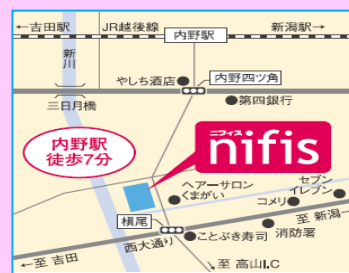 ←吉田駅
JR越後線
新潟駅→
内野駅
新川
やしち酒店
内野四ツ角
三日月橋
第四銀行
内野駅
徒歩7分
ニフィス
nifis
ヘアーサロン
くまがい
セブン
イレブン
コメリ
槇尾
至 新潟→
西大通り
ことぶき寿司
消防署
←至 吉田
至 高山I.C